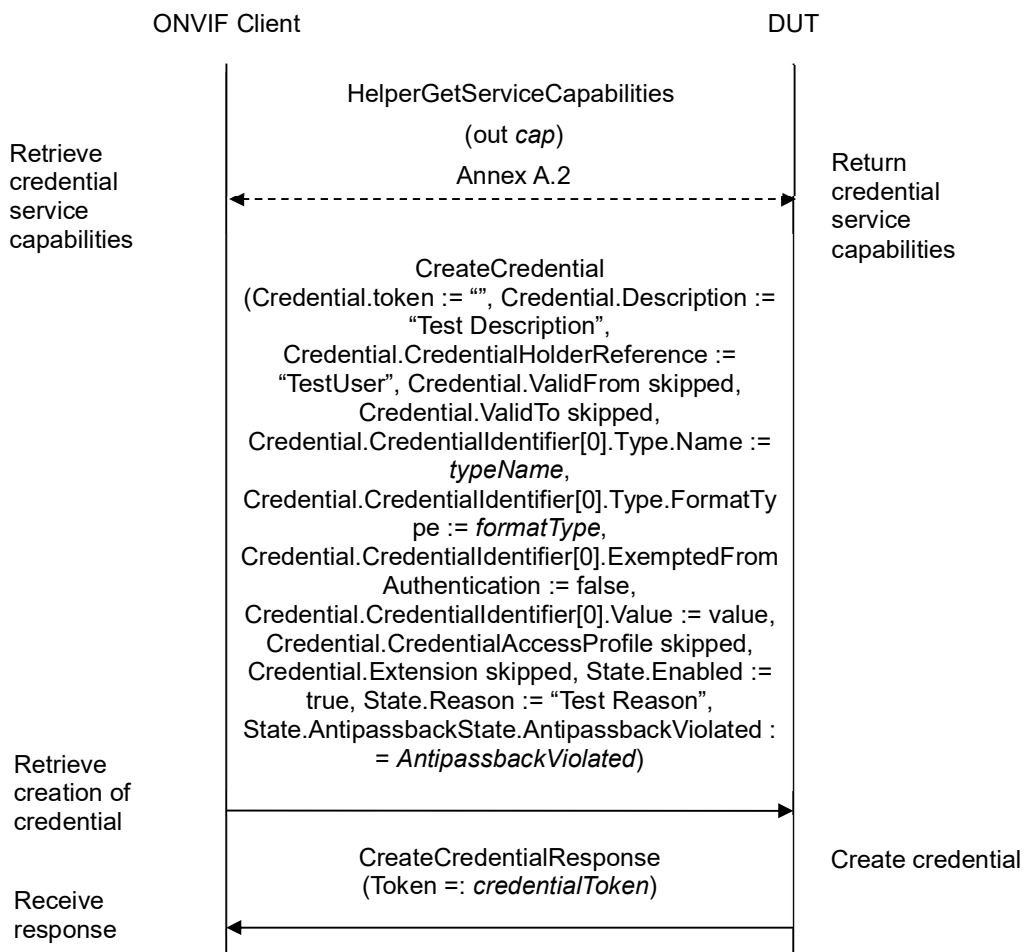 ONVIF Client
DUT
HelperGetServiceCapabilities
(out cap)
Annex A.2
Retrieve
credential
service
capabilities
Return
credential
service
capabilities
CreateCredential
(Credential.token := “”, Credential.Description :=
“Test Description”,
Credential.CredentialHolderReference :=
“TestUser”, Credential.ValidFrom skipped,
Credential.ValidTo skipped,
Credential.CredentialIdentifier[0].Type.Name :=
typeName,
Credential.CredentialIdentifier[0].Type.FormatTy
pe := formatType,
Credential.CredentialIdentifier[0].ExemptedFrom
Authentication := false,
Credential.CredentialIdentifier[0].Value := value,
Credential.CredentialAccessProfile skipped,
Credential.Extension skipped, State.Enabled :=
true, State.Reason := “Test Reason”,
State.AntipassbackState.AntipassbackViolated :
= AntipassbackViolated)
Retrieve
creation of
credential
CreateCredentialResponse
(Token =: credentialToken)
Create credential
Receive
response